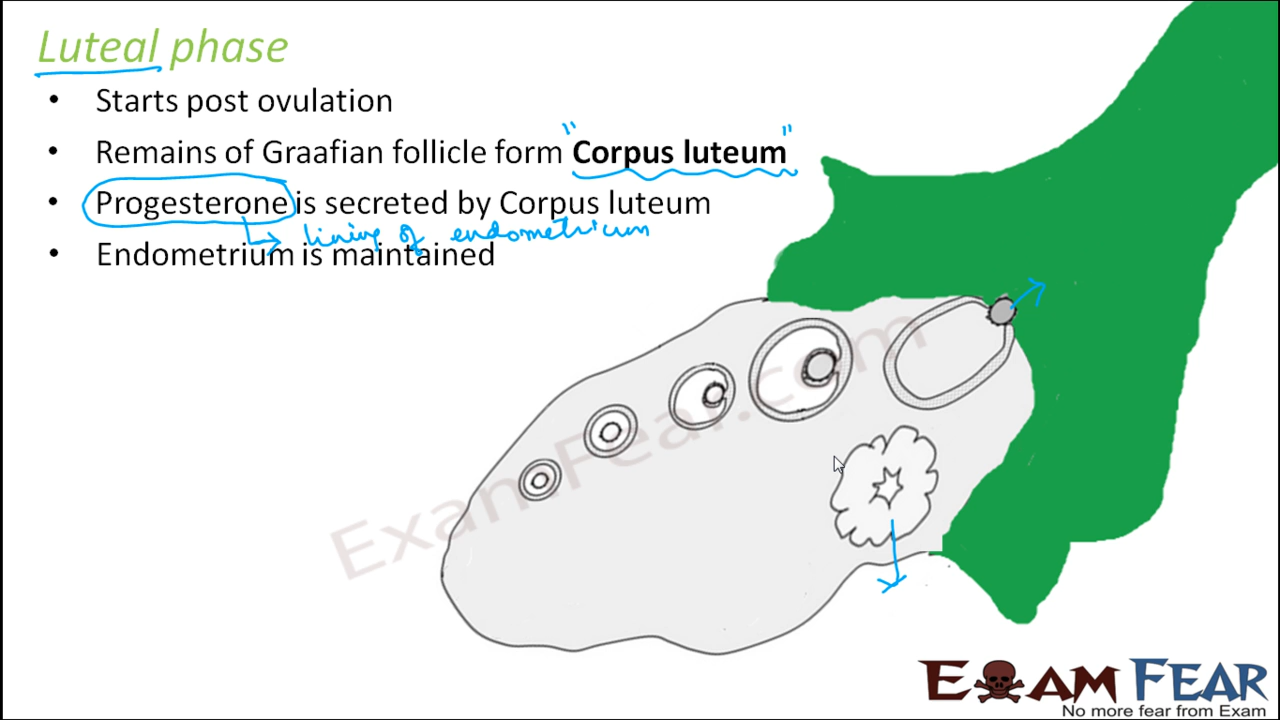 Luteal phase
• Starts post ovulation
• Remains of Graafian follicle form "Corpus luteum"
• Progesterone is secreted by Corpus luteum
→ lining of endometrium
• Endometrium is maintained
ExamFear.com
EXAM FEAR
No more fear from Exam